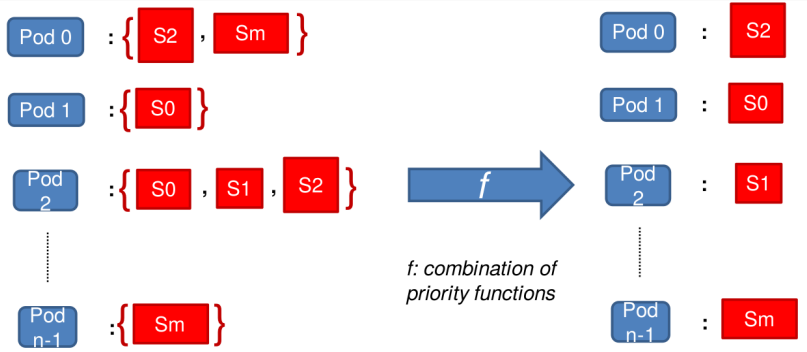 Pod 0 : { S2 , Sm }
Pod 1 : { S0 }
Pod
2 : { S0 , S1 , S2 }
Pod
n-1 : { Sm }
f
f: combination of
priority functions
Pod 0 : S2
Pod 1 : S0
Pod
2 : S1
Pod
n-1 : Sm